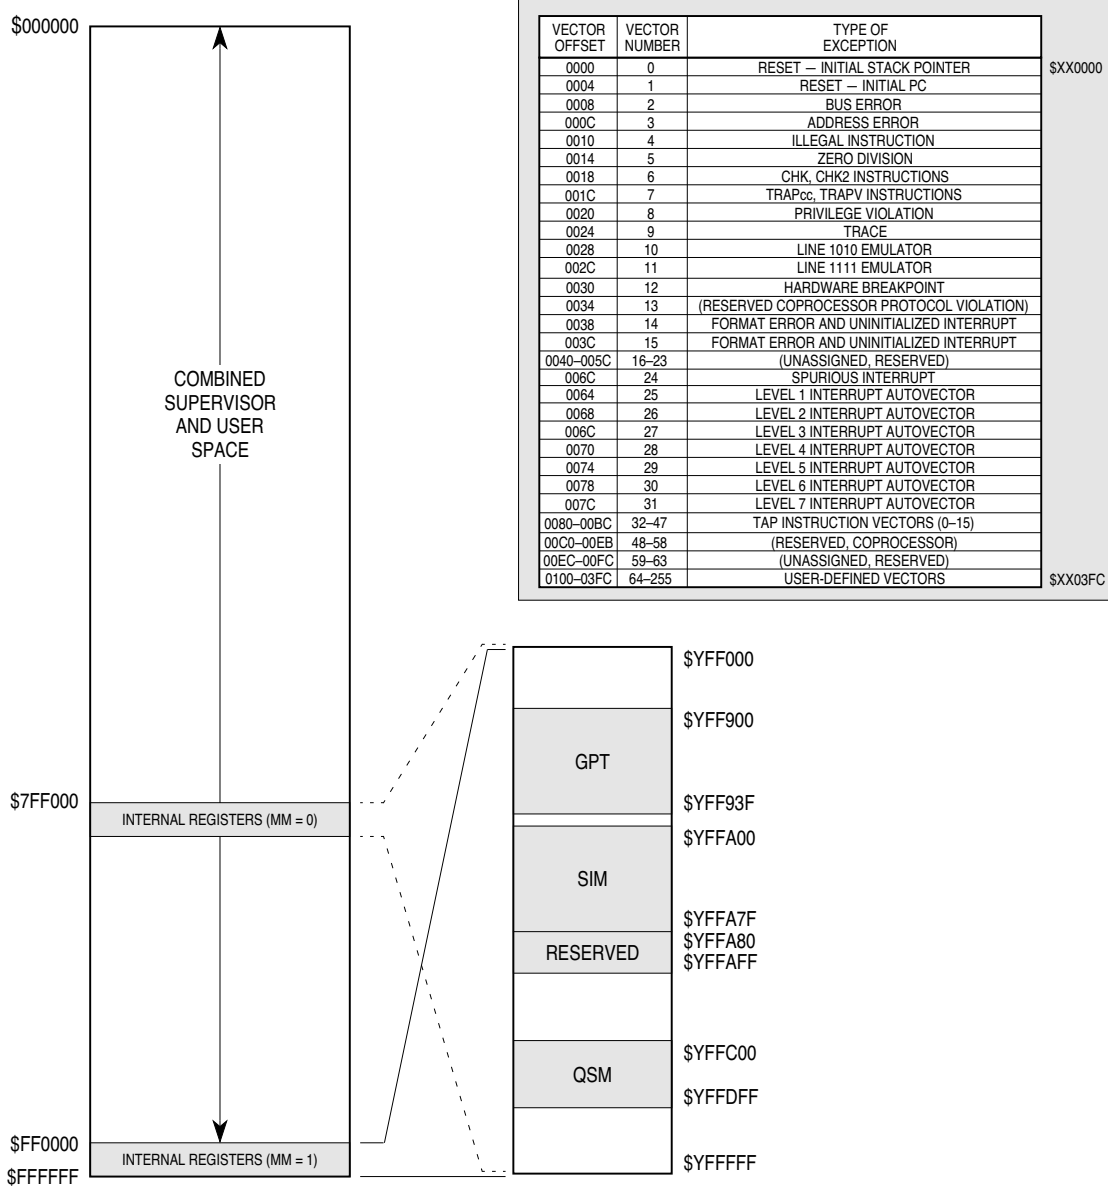 $000000
VECTOR OFFSET VECTOR NUMBER TYPE OF EXCEPTION
0000 0 RESET — INITIAL STACK POINTER $XX0000
0004 1 RESET — INITIAL PC
0008 2 BUS ERROR
000C 3 ADDRESS ERROR
0010 4 ILLEGAL INSTRUCTION
0014 5 ZERO DIVISION
0018 6 CHK, CHK2 INSTRUCTIONS
001C 7 TRAPcc, TRAPV INSTRUCTIONS
0020 8 PRIVILEGE VIOLATION
0024 9 TRACE
0028 10 LINE 1010 EMULATOR
002C 11 LINE 1111 EMULATOR
0030 12 HARDWARE BREAKPOINT
0034 13 (RESERVED COPROCESSOR PROTOCOL VIOLATION)
0038 14 FORMAT ERROR AND UNINITIALIZED INTERRUPT
003C 15 FORMAT ERROR AND UNINITIALIZED INTERRUPT
0040–005C 16–23 (UNASSIGNED, RESERVED)
006C 24 SPURIOUS INTERRUPT
0064 25 LEVEL 1 INTERRUPT AUTOVECTOR
0068 26 LEVEL 2 INTERRUPT AUTOVECTOR
006C 27 LEVEL 3 INTERRUPT AUTOVECTOR
0070 28 LEVEL 4 INTERRUPT AUTOVECTOR
0074 29 LEVEL 5 INTERRUPT AUTOVECTOR
0078 30 LEVEL 6 INTERRUPT AUTOVECTOR
007C 31 LEVEL 7 INTERRUPT AUTOVECTOR
0080–00BC 32–47 TAP INSTRUCTION VECTORS (0–15)
00C0–00EB 48–58 (RESERVED, COPROCESSOR)
00EC–00FC 59–63 (UNASSIGNED, RESERVED)
0100–03FC 64–255 USER-DEFINED VECTORS $XX03FC
COMBINED
SUPERVISOR
AND USER
SPACE
$7FF000
INTERNAL REGISTERS (MM = 0)
$FF0000
INTERNAL REGISTERS (MM = 1)
$FFFFFF
$YFF000
$YFF900
GPT
$YFF93F
$YFFA00
SIM
$YFFA7F
$YFFA80
RESERVED
$YFFAFF
$YFFC00
QSM
$YFFDFF
$YFFFFF